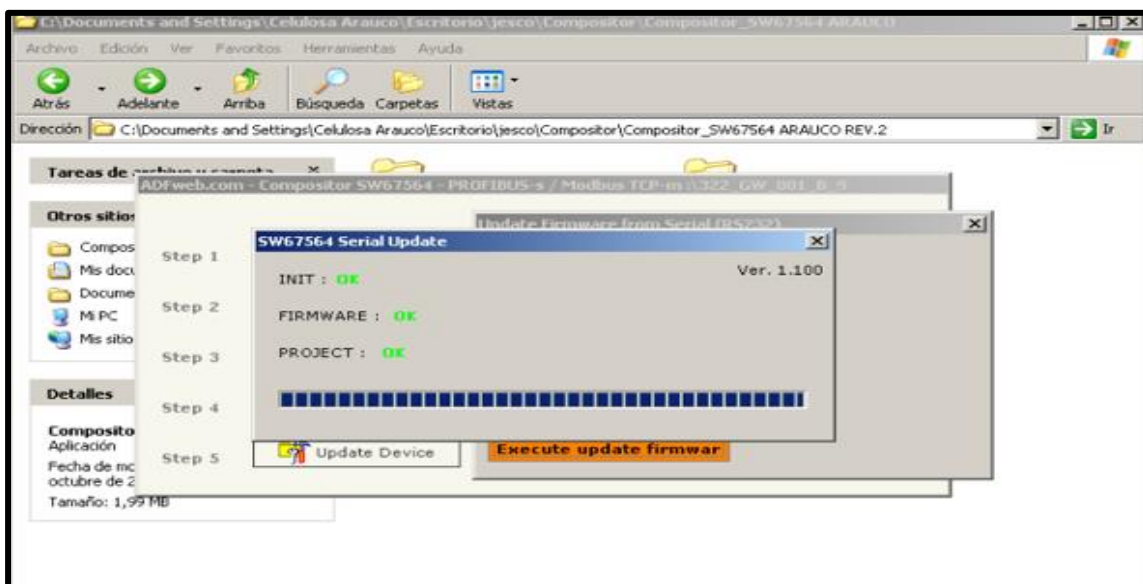 C:\Documents and Settings\Celulosa Arauco\Escritorio\jesco\Compositor\Compositor_SW67564 ARAUCO
Archivo Edición Ver Favoritos Herramientas Ayuda
Atrás Adelante Arriba Búsqueda Carpetas Vistas
Dirección C:\Documents and Settings\Celulosa Arauco\Escritorio\jesco\Compositor\Compositor_SW67564 ARAUCO REV.2 Ir
Tareas de archivo y carpeta
ADFweb.com - Compositor SW67564 - PROFIBUS-s / Modbus TCP-m
Otros sitios
Update Firmware from Serial (RS232)
SW67564 Serial Update
Compos
Step 1
Ver. 1.100
Mis docu
INIT : OK
Docume
Step 2
FIRMWARE : OK
Mi PC
Mis sitio
Step 3
PROJECT : OK
Detalles
Step 4
Composito
Aplicación
Update Device
Execute update firmwar
Step 5
Fecha de mo
octubre de 2
Tamaño: 1,99 MB